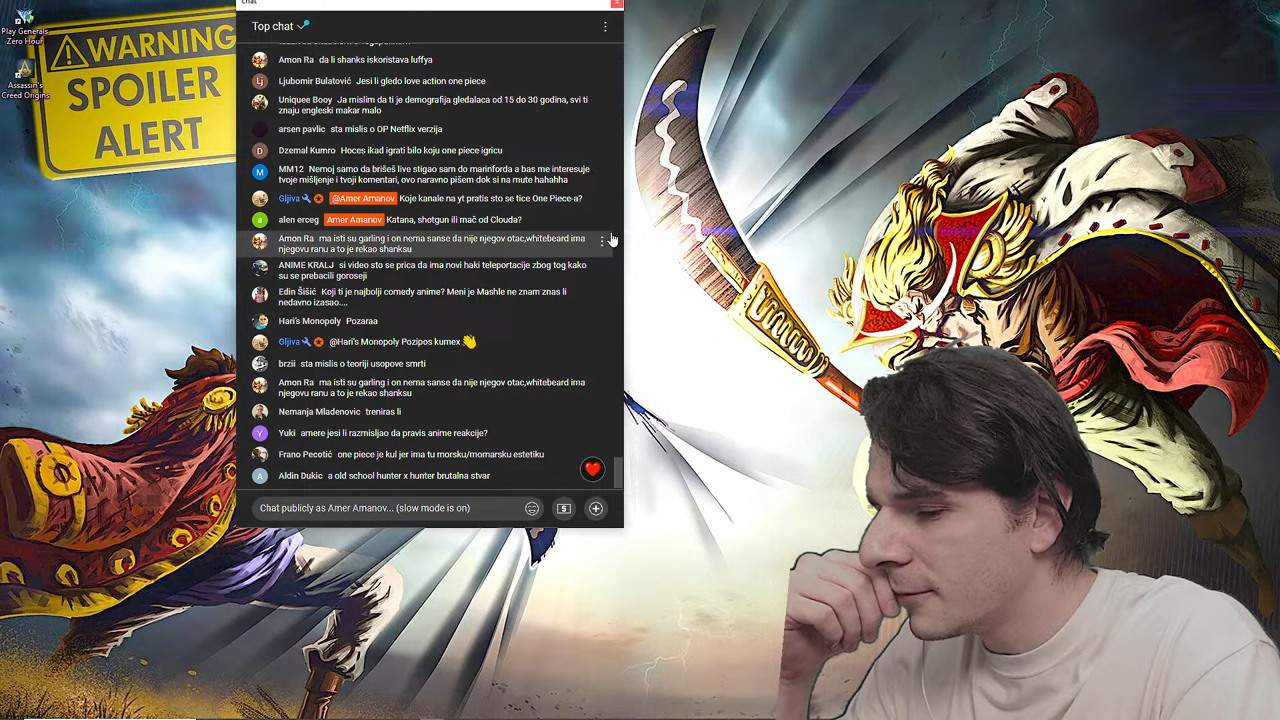 Play Generals
Zero Hour
Assassin's
Creed Origins
WARNING
SPOILER
ALERT
chat
Top chat
Amon Ra da li shanks iskoristava luffya
Ljubomir Bulatović Jesi li gledo love action one piece
Uniquee Booy Ja mislim da ti je demografija gledalaca od 15 do 30 godina, svi ti
znaju engleski makar malo
arsen pavlic sta mislis o OP Netflix verzija
Dzemal Kumro Hoces ikad igrati bilo koju one piece igricu
MM12 Nemoj samo da brišeš live stigao sam do marinforda a bas me interesuje
tvoje mišljenje i tvoji komentari, ovo naravno pišem dok si na mute hahahha
Gljiva @Amer Amanov Koje kanale na yt pratis sto se tice One Piece-a?
alen erceg Amer Amanov Katana, shotgun ili mač od Clouda?
Amon Ra ma isti su garling i on nema sanse da nije njegov otac,whitebeard ima
njegovu ranu a to je rekao shanksu
ANIME KRALJ si video sto se prica da ima novi haki teleportacije zbog tog kako
su se prebacili goroseji
Edin Šišić Koji ti je najbolji comedy anime? Meni je Mashle ne znam znas li
nedavno izasao....
Hari's Monopoly Pozaraa
Gljiva @Hari's Monopoly Pozipos kumex 👏
brzii sta mislis o teoriji usopove smrti
Amon Ra ma isti su garling i on nema sanse da nije njegov otac,whitebeard ima
njegovu ranu a to je rekao shanksu
Nemanja Mladenovic treniras li
Yuki amere jesi li razmisljao da pravis anime reakcije?
Frano Pecotić one piece je kul jer ima tu morsku/mornarsku estetiku
Aldin Dukic a old school hunter x hunter brutalna stvar
Chat publicly as Amer Amanov... (slow mode is on)